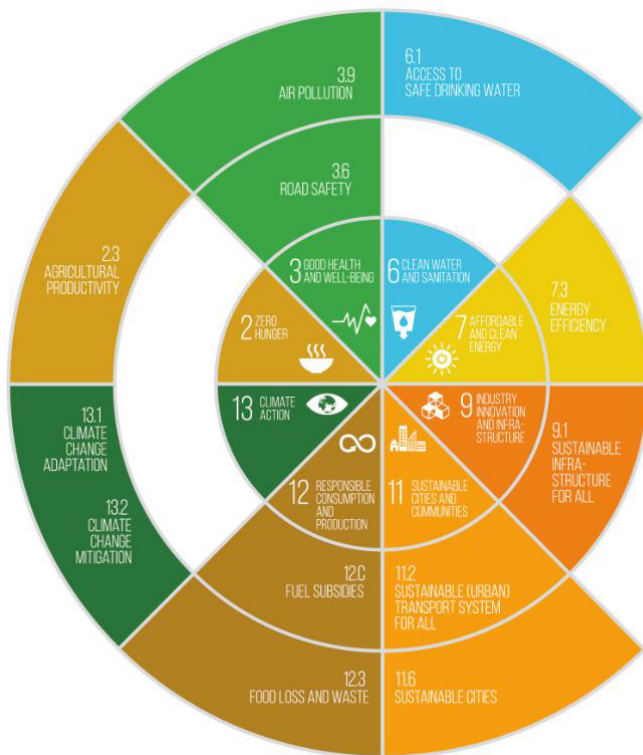 3.9
AIR POLLUTION
6.1
ACCESS TO
SAFE DRINKING WATER
3.6
ROAD SAFETY
2.3
AGRICULTURAL
PRODUCTIVITY
3 GOOD HEALTH
AND WELL-BEING
6 CLEAN WATER
AND SANITATION
7.3
ENERGY
EFFICIENCY
2 ZERO
HUNGER
7 AFFORDABLE
AND CLEAN
ENERGY
13 CLIMATE
ACTION
9 INDUSTRY
INNOVATION
AND INFRA-
STRUCTURE
13.1
CLIMATE
CHANGE
ADAPTATION
9.1
SUSTAINABLE
INFRA-
STRUCTURE
FOR ALL
12 RESPONSIBLE
CONSUMPTION
AND
PRODUCTION
11 SUSTAINABLE
CITIES AND
COMMUNITIES
13.2
CLIMATE
CHANGE
MITIGATION
12.C
FUEL SUBSIDIES
11.2
SUSTAINABLE (URBAN)
TRANSPORT SYSTEM
FOR ALL
12.3
FOOD LOSS AND WASTE
11.6
SUSTAINABLE CITIES